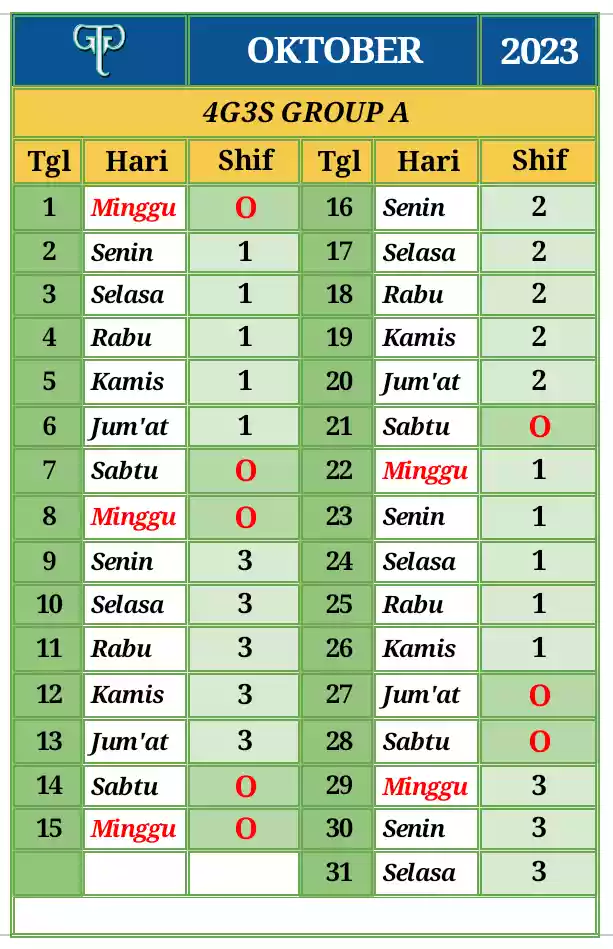 OKTOBER 2023
4G3S GROUP A
Tgl Hari Shif Tgl Hari Shif
1 Minggu O 16 Senin 2
2 Senin 1 17 Selasa 2
3 Selasa 1 18 Rabu 2
4 Rabu 1 19 Kamis 2
5 Kamis 1 20 Jum'at 2
6 Jum'at 1 21 Sabtu O
7 Sabtu O 22 Minggu 1
8 Minggu O 23 Senin 1
9 Senin 3 24 Selasa 1
10 Selasa 3 25 Rabu 1
11 Rabu 3 26 Kamis 1
12 Kamis 3 27 Jum'at O
13 Jum'at 3 28 Sabtu O
14 Sabtu O 29 Minggu 3
15 Minggu O 30 Senin 3
31 Selasa 3